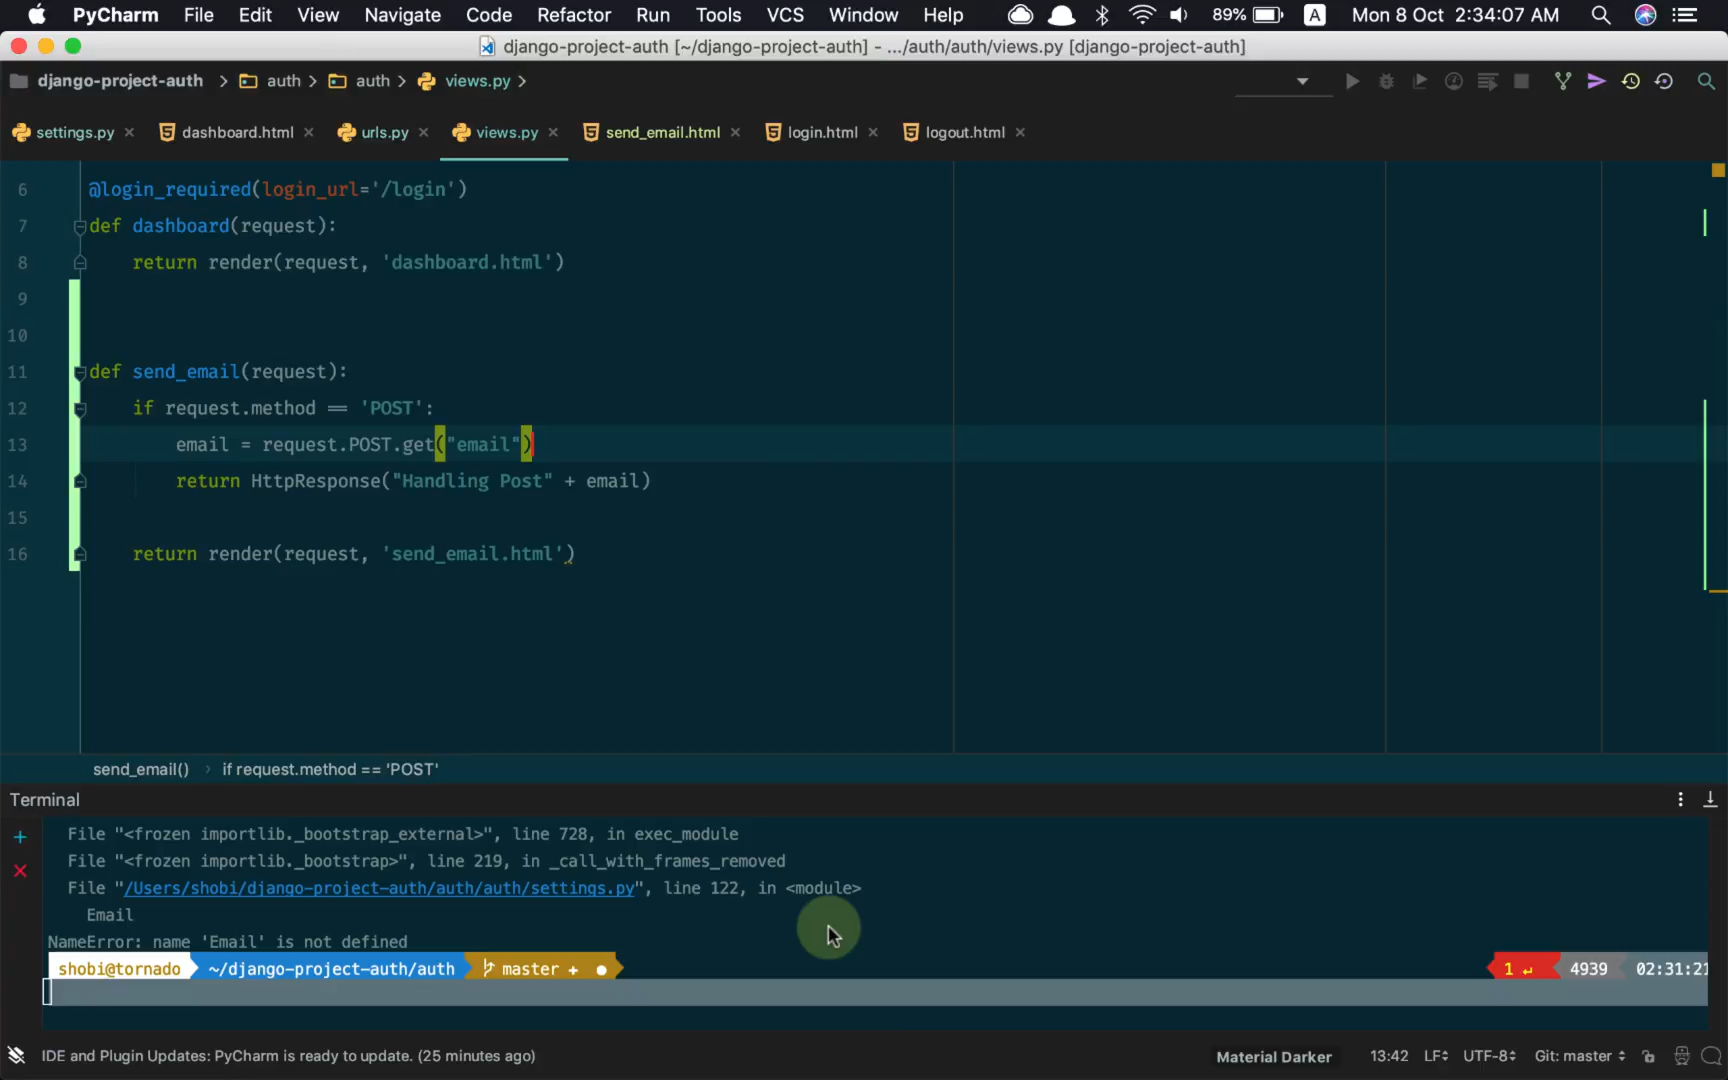 PyCharm File Edit View Navigate Code Refactor Run Tools VCS Window Help 89% A Mon 8 Oct 2:34:07 AM
django-project-auth [~/django-project-auth] - .../auth/auth/views.py [django-project-auth]
django-project-auth auth auth views.py
settings.py dashboard.html urls.py views.py send_email.html login.html logout.html
6 @login_required(login_url='/login')
7 def dashboard(request):
8 return render(request, 'dashboard.html')
9
10
11 def send_email(request):
12 if request.method == 'POST':
13 email = request.POST.get("email")
14 return HttpResponse("Handling Post" + email)
15
16 return render(request, 'send_email.html')
send_email() if request.method == 'POST'
Terminal
File "<frozen importlib._bootstrap_external>", line 728, in exec_module
File "<frozen importlib._bootstrap>", line 219, in _call_with_frames_removed
File "/Users/shobi/django-project-auth/auth/auth/settings.py", line 122, in <module>
Email
NameError: name 'Email' is not defined
shobi@tornado ~/django-project-auth/auth master + ● 1 ↵ 4939 02:31:21
IDE and Plugin Updates: PyCharm is ready to update. (25 minutes ago) Material Darker 13:42 LF UTF-8 Git: master